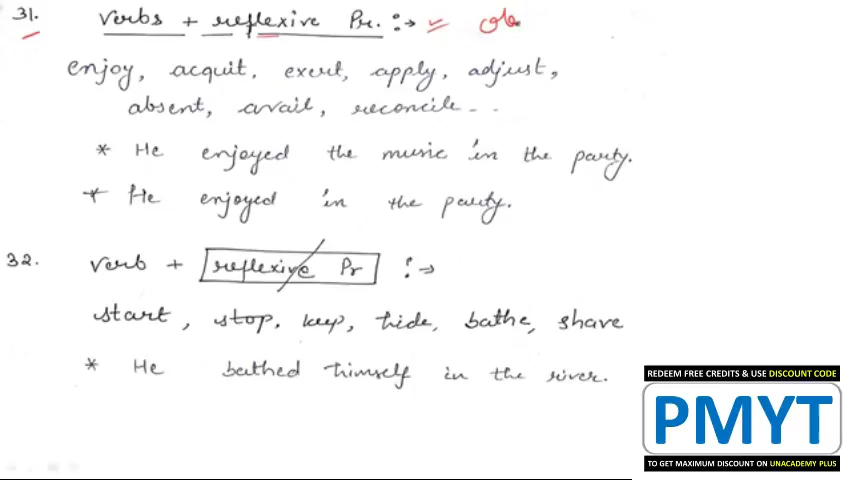 31. verbs + reflexive Pr. :→ ob
enjoy, acquit, exert, apply, adjust,
absent, avail, reconcile...
* He enjoyed the music in the party.
* He enjoyed in the party.
32. verb + reflexive Pr :→
start, stop, keep, hide, bathe, shave
* He bathed himself in the river.
REDEEM FREE CREDITS & USE DISCOUNT CODE
PMYT
TO GET MAXIMUM DISCOUNT ON UNACADEMY PLUS